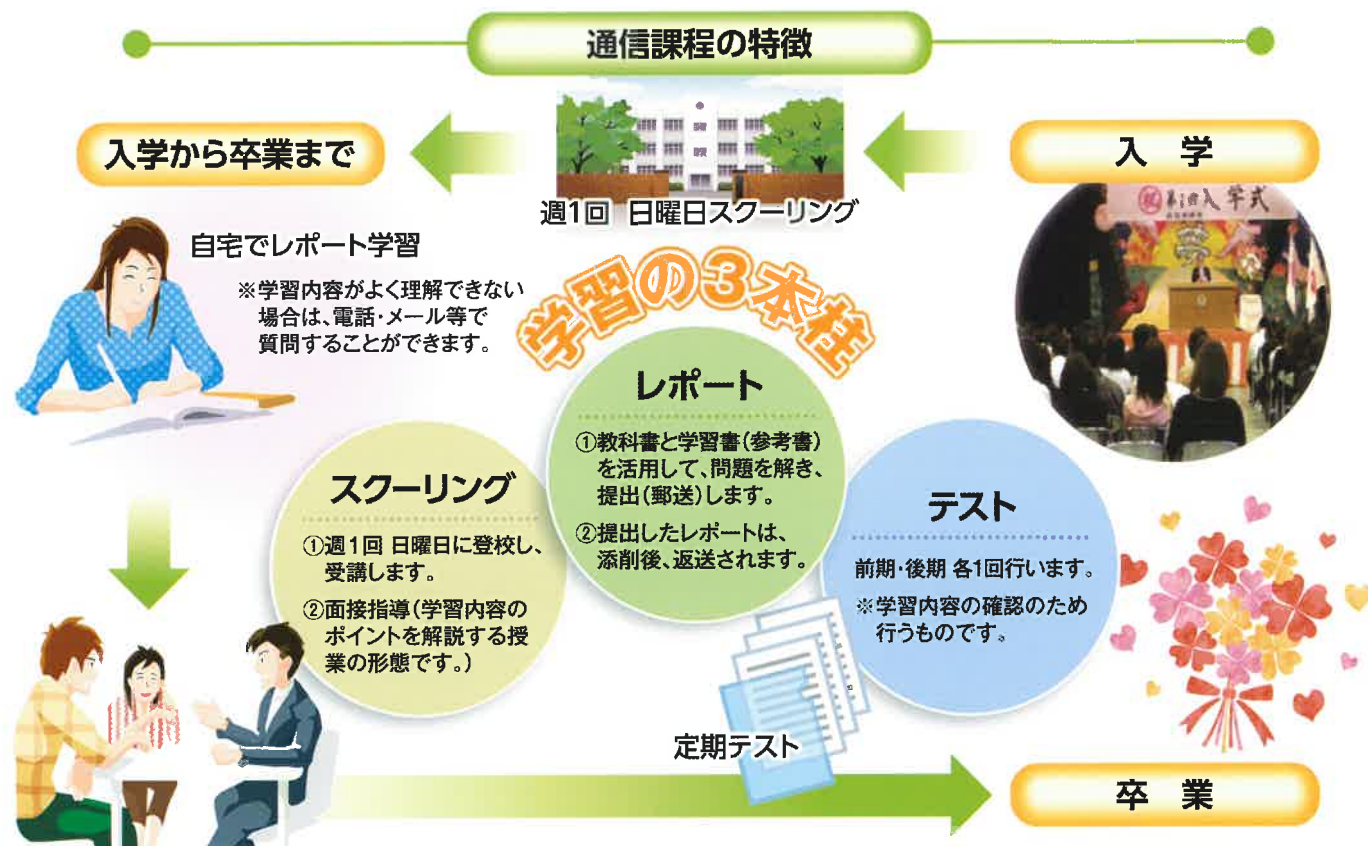 通信課程の特徴
入学から卒業まで
入 学
週1回 日曜日スクーリング
自宅でレポート学習
※学習内容がよく理解できない
場合は、電話・メール等で
質問することができます。
入学式
学習の3本柱
レポート
①教科書と学習書(参考書)
を活用して、問題を解き、
提出(郵送)します。
②提出したレポートは、
添削後、返送されます。
スクーリング
①週1回 日曜日に登校し、
受講します。
②面接指導(学習内容の
ポイントを解説する授
業の形態です。)
テスト
前期・後期 各1回行います。
※学習内容の確認のため
行うものです。
定期テスト
卒 業